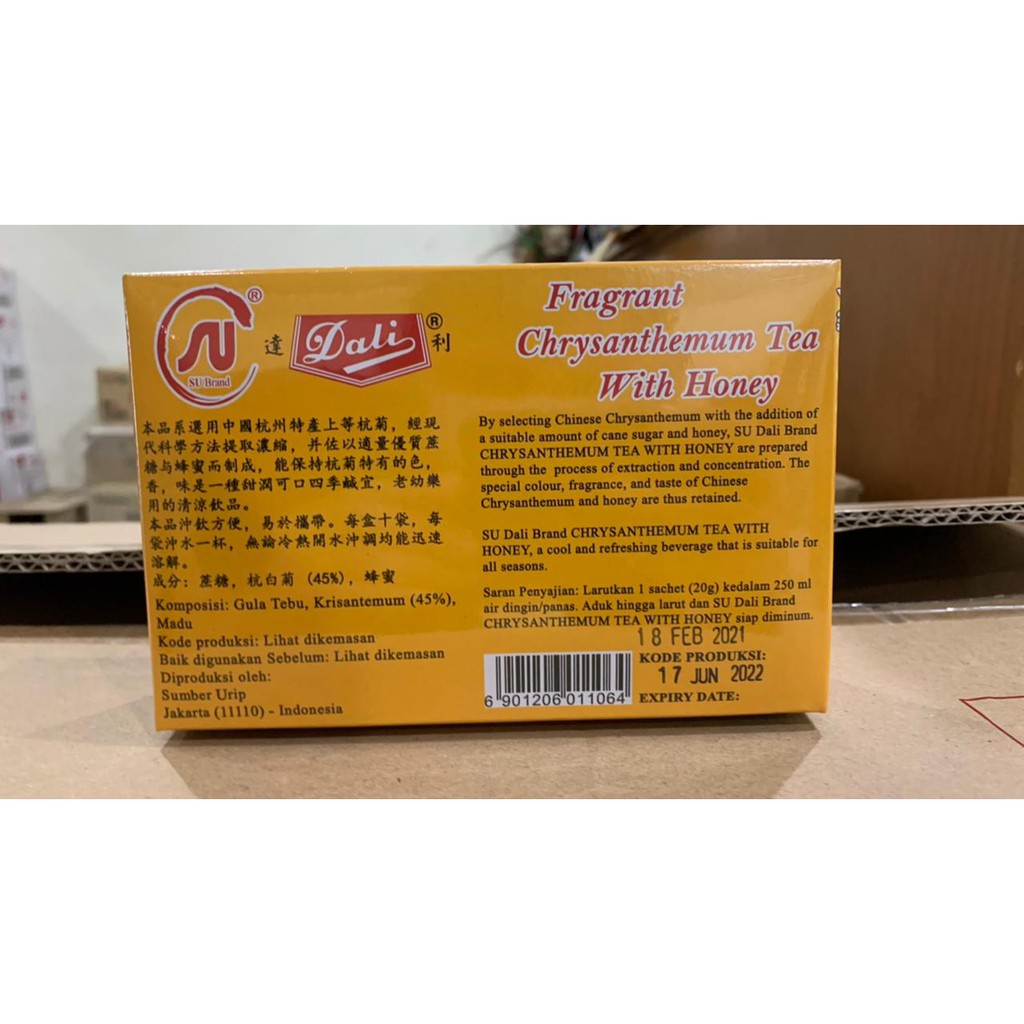 SU Brand
®
達 Dali® 利
Fragrant
Chrysanthemum Tea
With Honey
本品系選用中國杭州特產上等杭菊，經現
代科學方法提取濃縮，并佐以適量優質蔗
糖与蜂蜜而制成，能保持杭菊特有的色，
香，味是一種甜潤可口四季鹹宜，老幼樂
用的清涼飲品。
本品沖飲方便，易於攜帶。每盒十袋，每
袋沖水一杯，無論冷熱開水沖調均能迅速
溶解。
成分：蔗糖，杭白菊 (45%)，蜂蜜
Komposisi: Gula Tebu, Krisantemum (45%),
Madu
Kode produksi: Lihat dikemasan
Baik digunakan Sebelum: Lihat dikemasan
Diproduksi oleh:
Sumber Urip
Jakarta (11110) - Indonesia
By selecting Chinese Chrysanthemum with the addition of
a suitable amount of cane sugar and honey, SU Dali Brand
CHRYSANTHEMUM TEA WITH HONEY are prepared
through the process of extraction and concentration. The
special colour, fragrance, and taste of Chinese
Chrysanthemum and honey are thus retained.
SU Dali Brand CHRYSANTHEMUM TEA WITH
HONEY, a cool and refreshing beverage that is suitable for
all seasons.
Saran Penyajian: Larutkan 1 sachet (20g) kedalam 250 ml
air dingin/panas. Aduk hingga larut dan SU Dali Brand
CHRYSANTHEMUM TEA WITH HONEY siap diminum.
18 FEB 2021
KODE PRODUKSI:
17 JUN 2022
EXPIRY DATE:
6 901206 011064